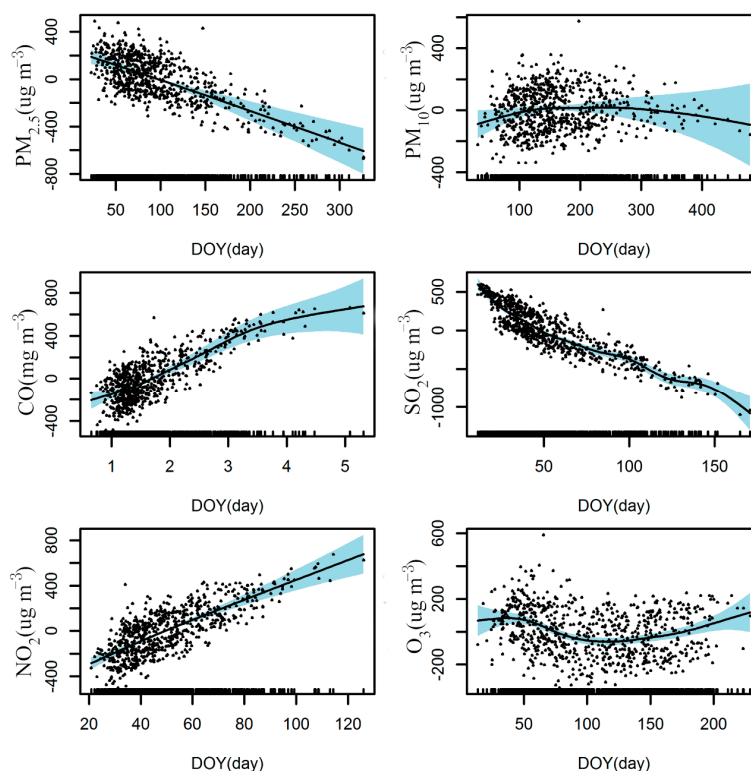 PM2.5(ug m−3)
400
0
−400
−800
50 100 150 200 250 300
DOY(day)
PM10(ug m−3)
400
0
−400
100 200 300 400
DOY(day)
CO(mg m−3)
800
400
0
−400
1 2 3 4 5
DOY(day)
SO2(ug m−3)
500
0
−1000
50 100 150
DOY(day)
NO2(ug m−3)
800
400
0
−400
20 40 60 80 100 120
DOY(day)
O3(ug m−3)
600
200
−200
50 100 150 200
DOY(day)